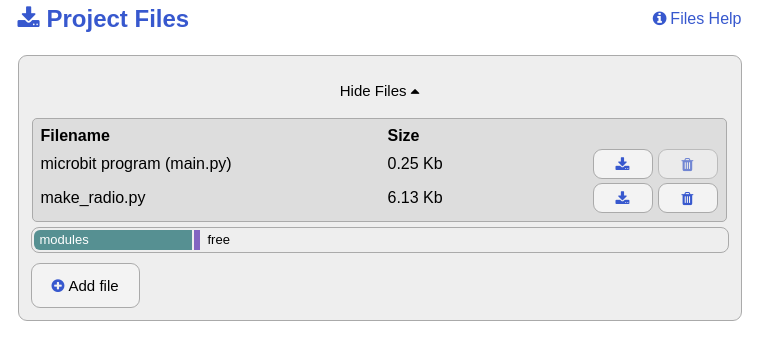 Project Files
Files Help
Hide Files
Filename Size
microbit program (main.py) 0.25 Kb
make_radio.py 6.13 Kb
modules free
Add file